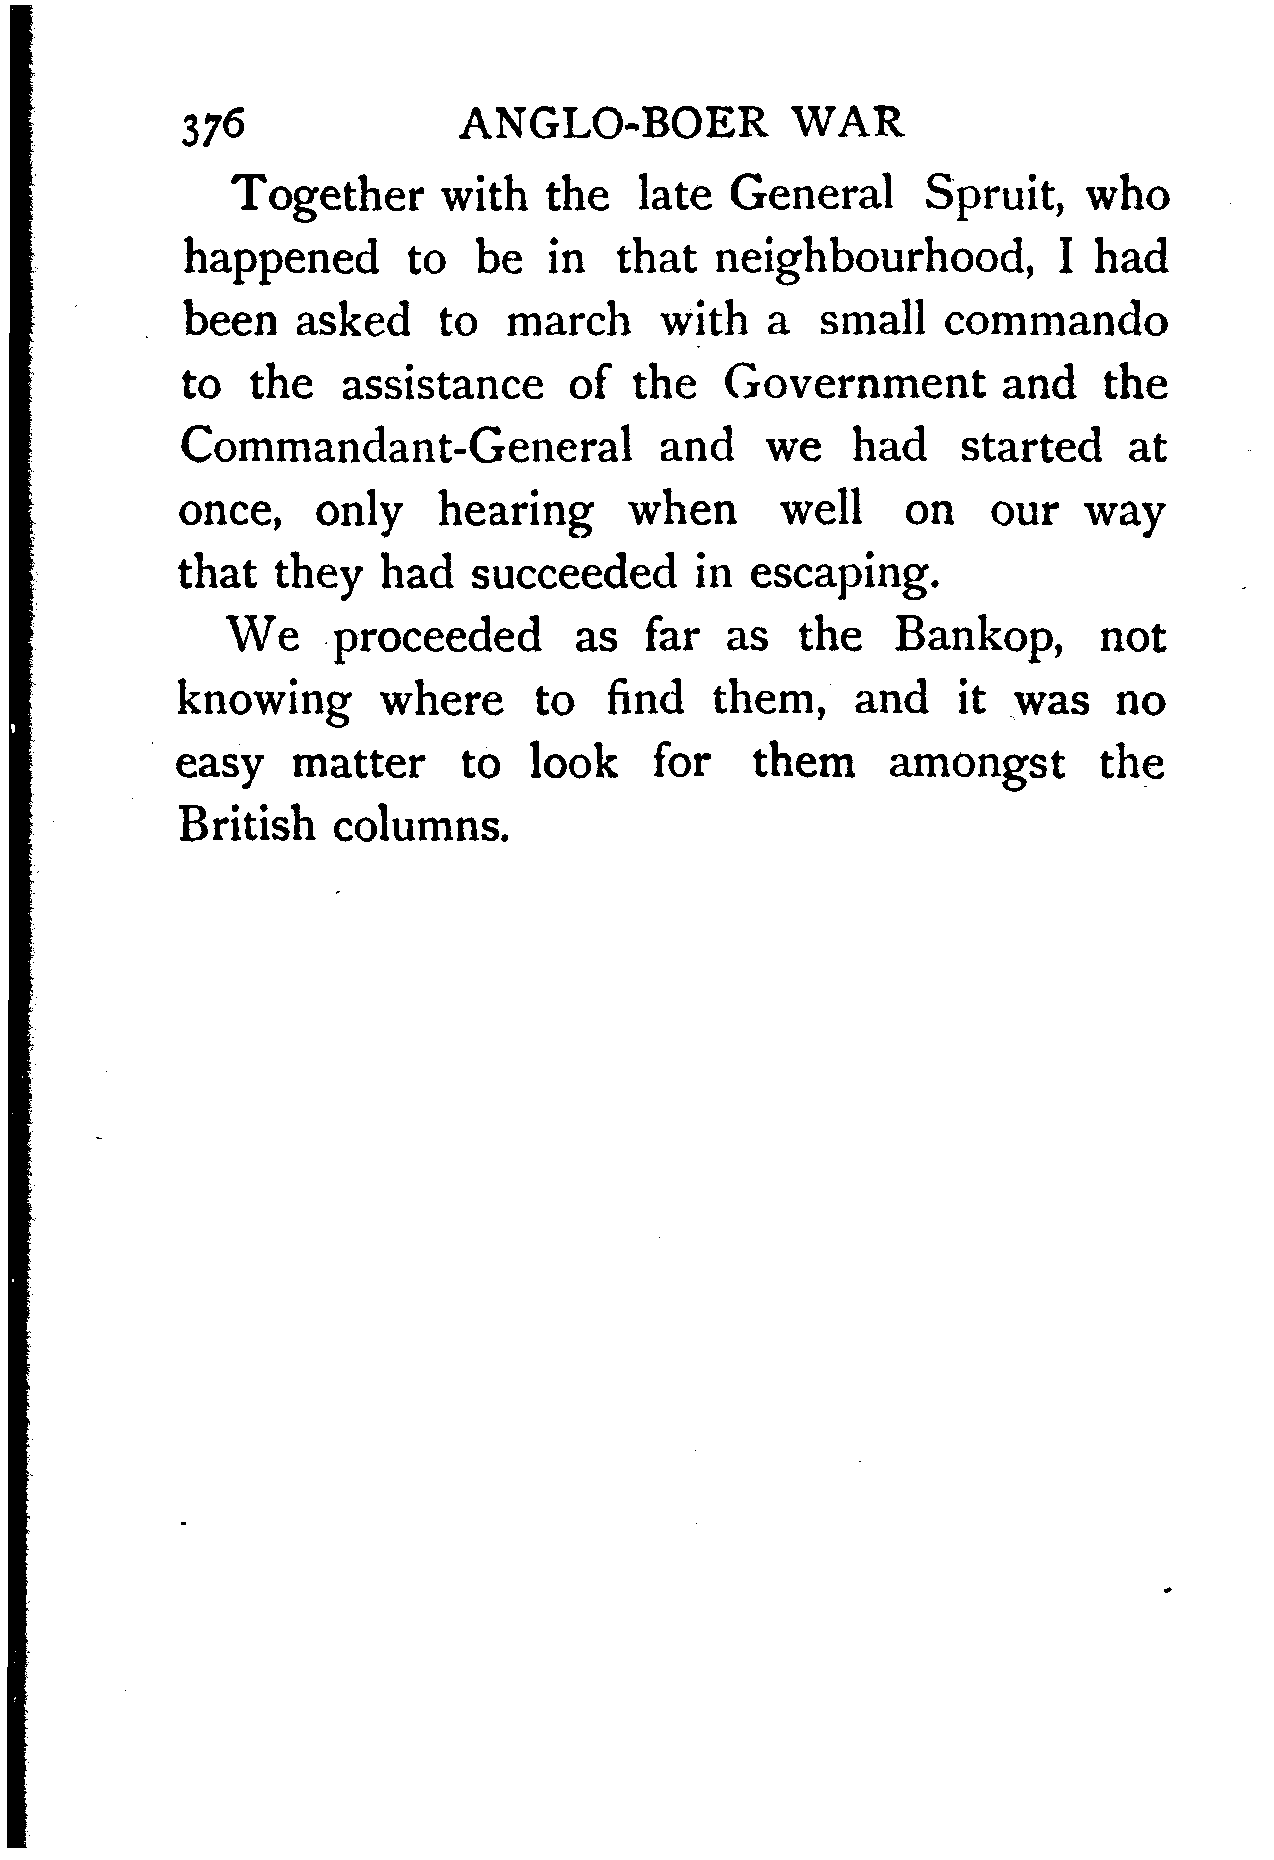 376 ANGLO-BOER WAR
Together with the late General Spruit, who
happened to be in that neighbourhood, I had
been asked to march with a small commando
to the assistance of the Government and the
Commandant-General and we had started at
once, only hearing when well on our way
that they had succeeded in escaping.
We proceeded as far as the Bankop, not
knowing where to find them, and it was no
easy matter to look for them amongst the
British columns.